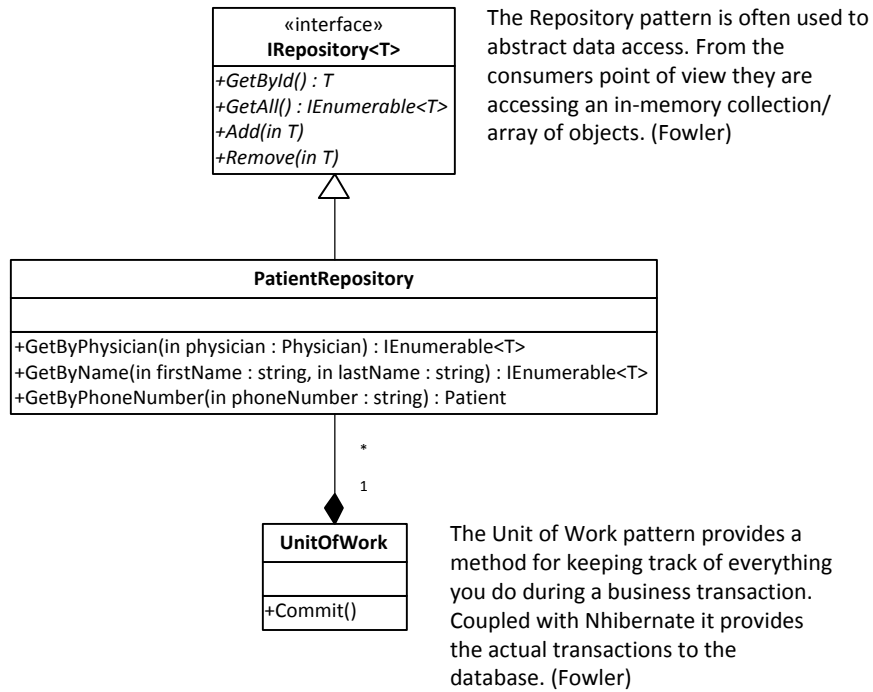 «interface»
IRepository<T>
+GetById() : T
+GetAll() : IEnumerable<T>
+Add(in T)
+Remove(in T)
The Repository pattern is often used to
abstract data access. From the
consumers point of view they are
accessing an in-memory collection/
array of objects. (Fowler)
PatientRepository
+GetByPhysician(in physician : Physician) : IEnumerable<T>
+GetByName(in firstName : string, in lastName : string) : IEnumerable<T>
+GetByPhoneNumber(in phoneNumber : string) : Patient
*
1
UnitOfWork
+Commit()
The Unit of Work pattern provides a
method for keeping track of everything
you do during a business transaction.
Coupled with Nhibernate it provides
the actual transactions to the
database. (Fowler)